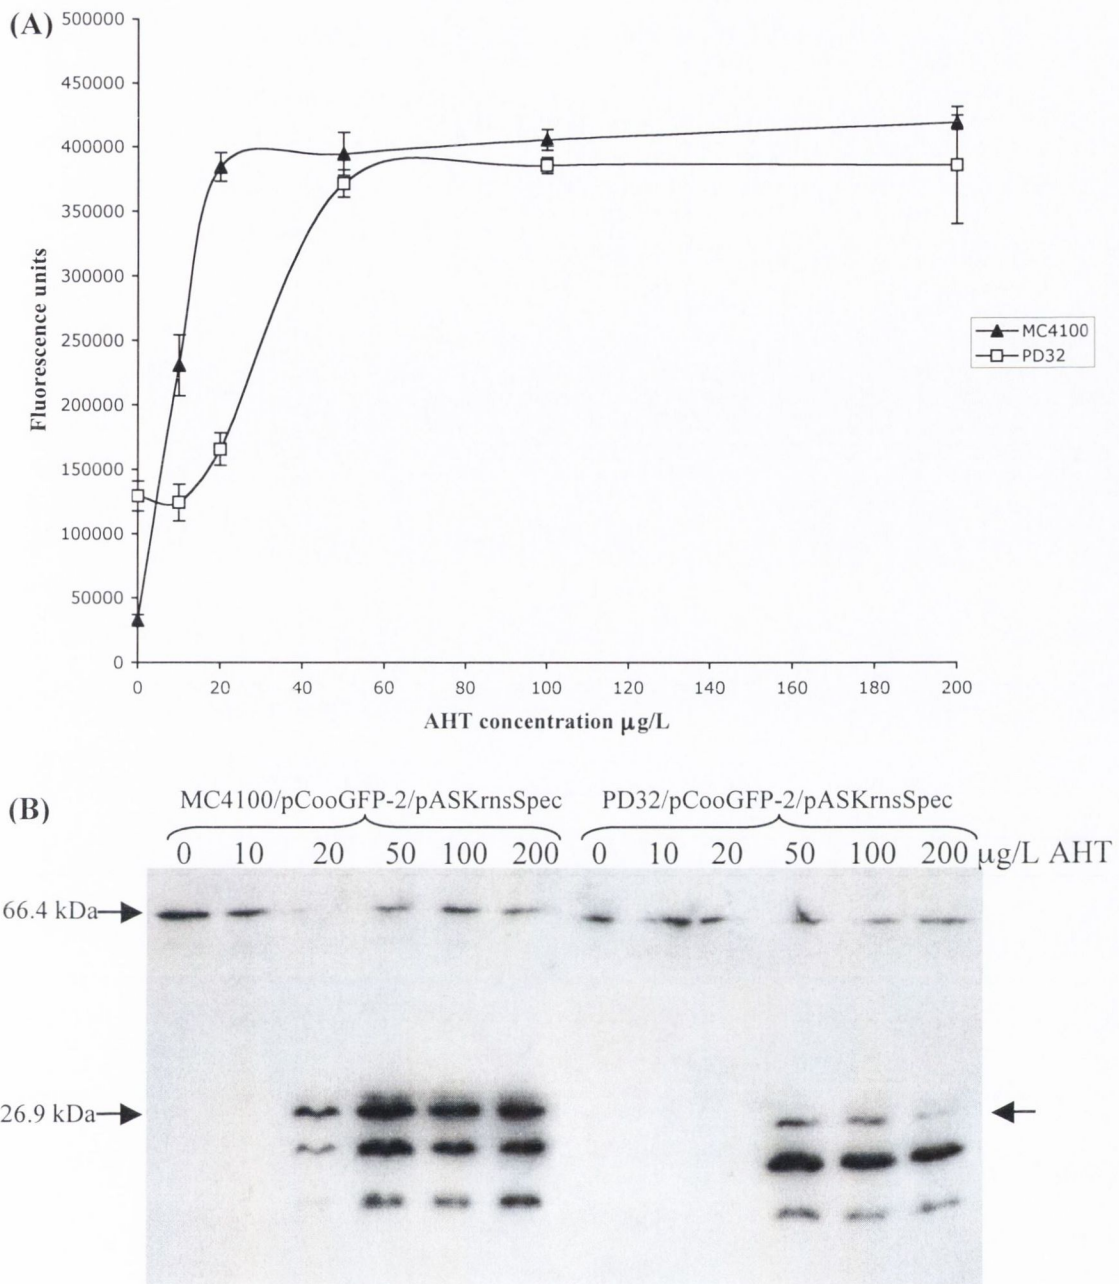 (A)
500000
450000
400000
350000
300000
250000
200000
150000
100000
50000
0
Fluorescence units
0 20 40 60 80 100 120 140 160 180 200
AHT concentration μg/L
MC4100
PD32
(B)
MC4100/pCooGFP-2/pASKrnsSpec PD32/pCooGFP-2/pASKrnsSpec
0 10 20 50 100 200 0 10 20 50 100 200 μg/L AHT
66.4 kDa
26.9 kDa